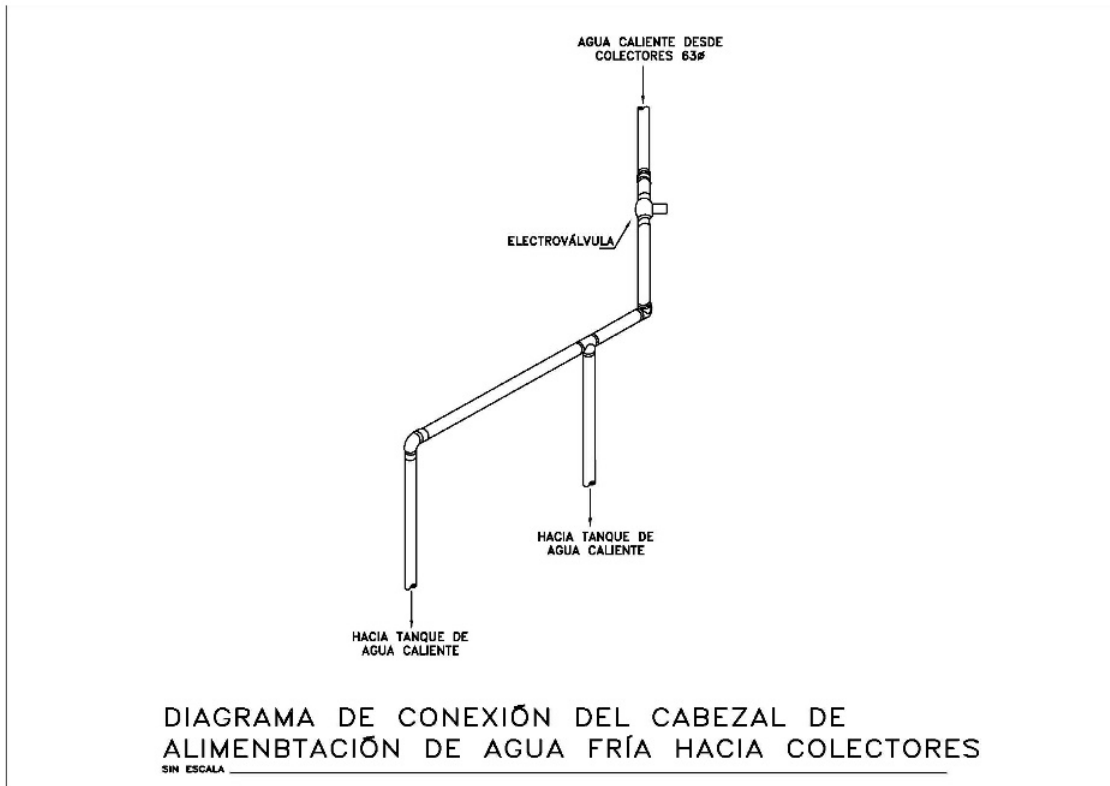 AGUA CALIENTE DESDE
COLECTORES 63ø
ELECTROVÁLVULA
HACIA TANQUE DE
AGUA CALIENTE
HACIA TANQUE DE
AGUA CALIENTE
DIAGRAMA DE CONEXIÓN DEL CABEZAL DE
ALIMENBTACIÓN DE AGUA FRÍA HACIA COLECTORES
SIN ESCALA